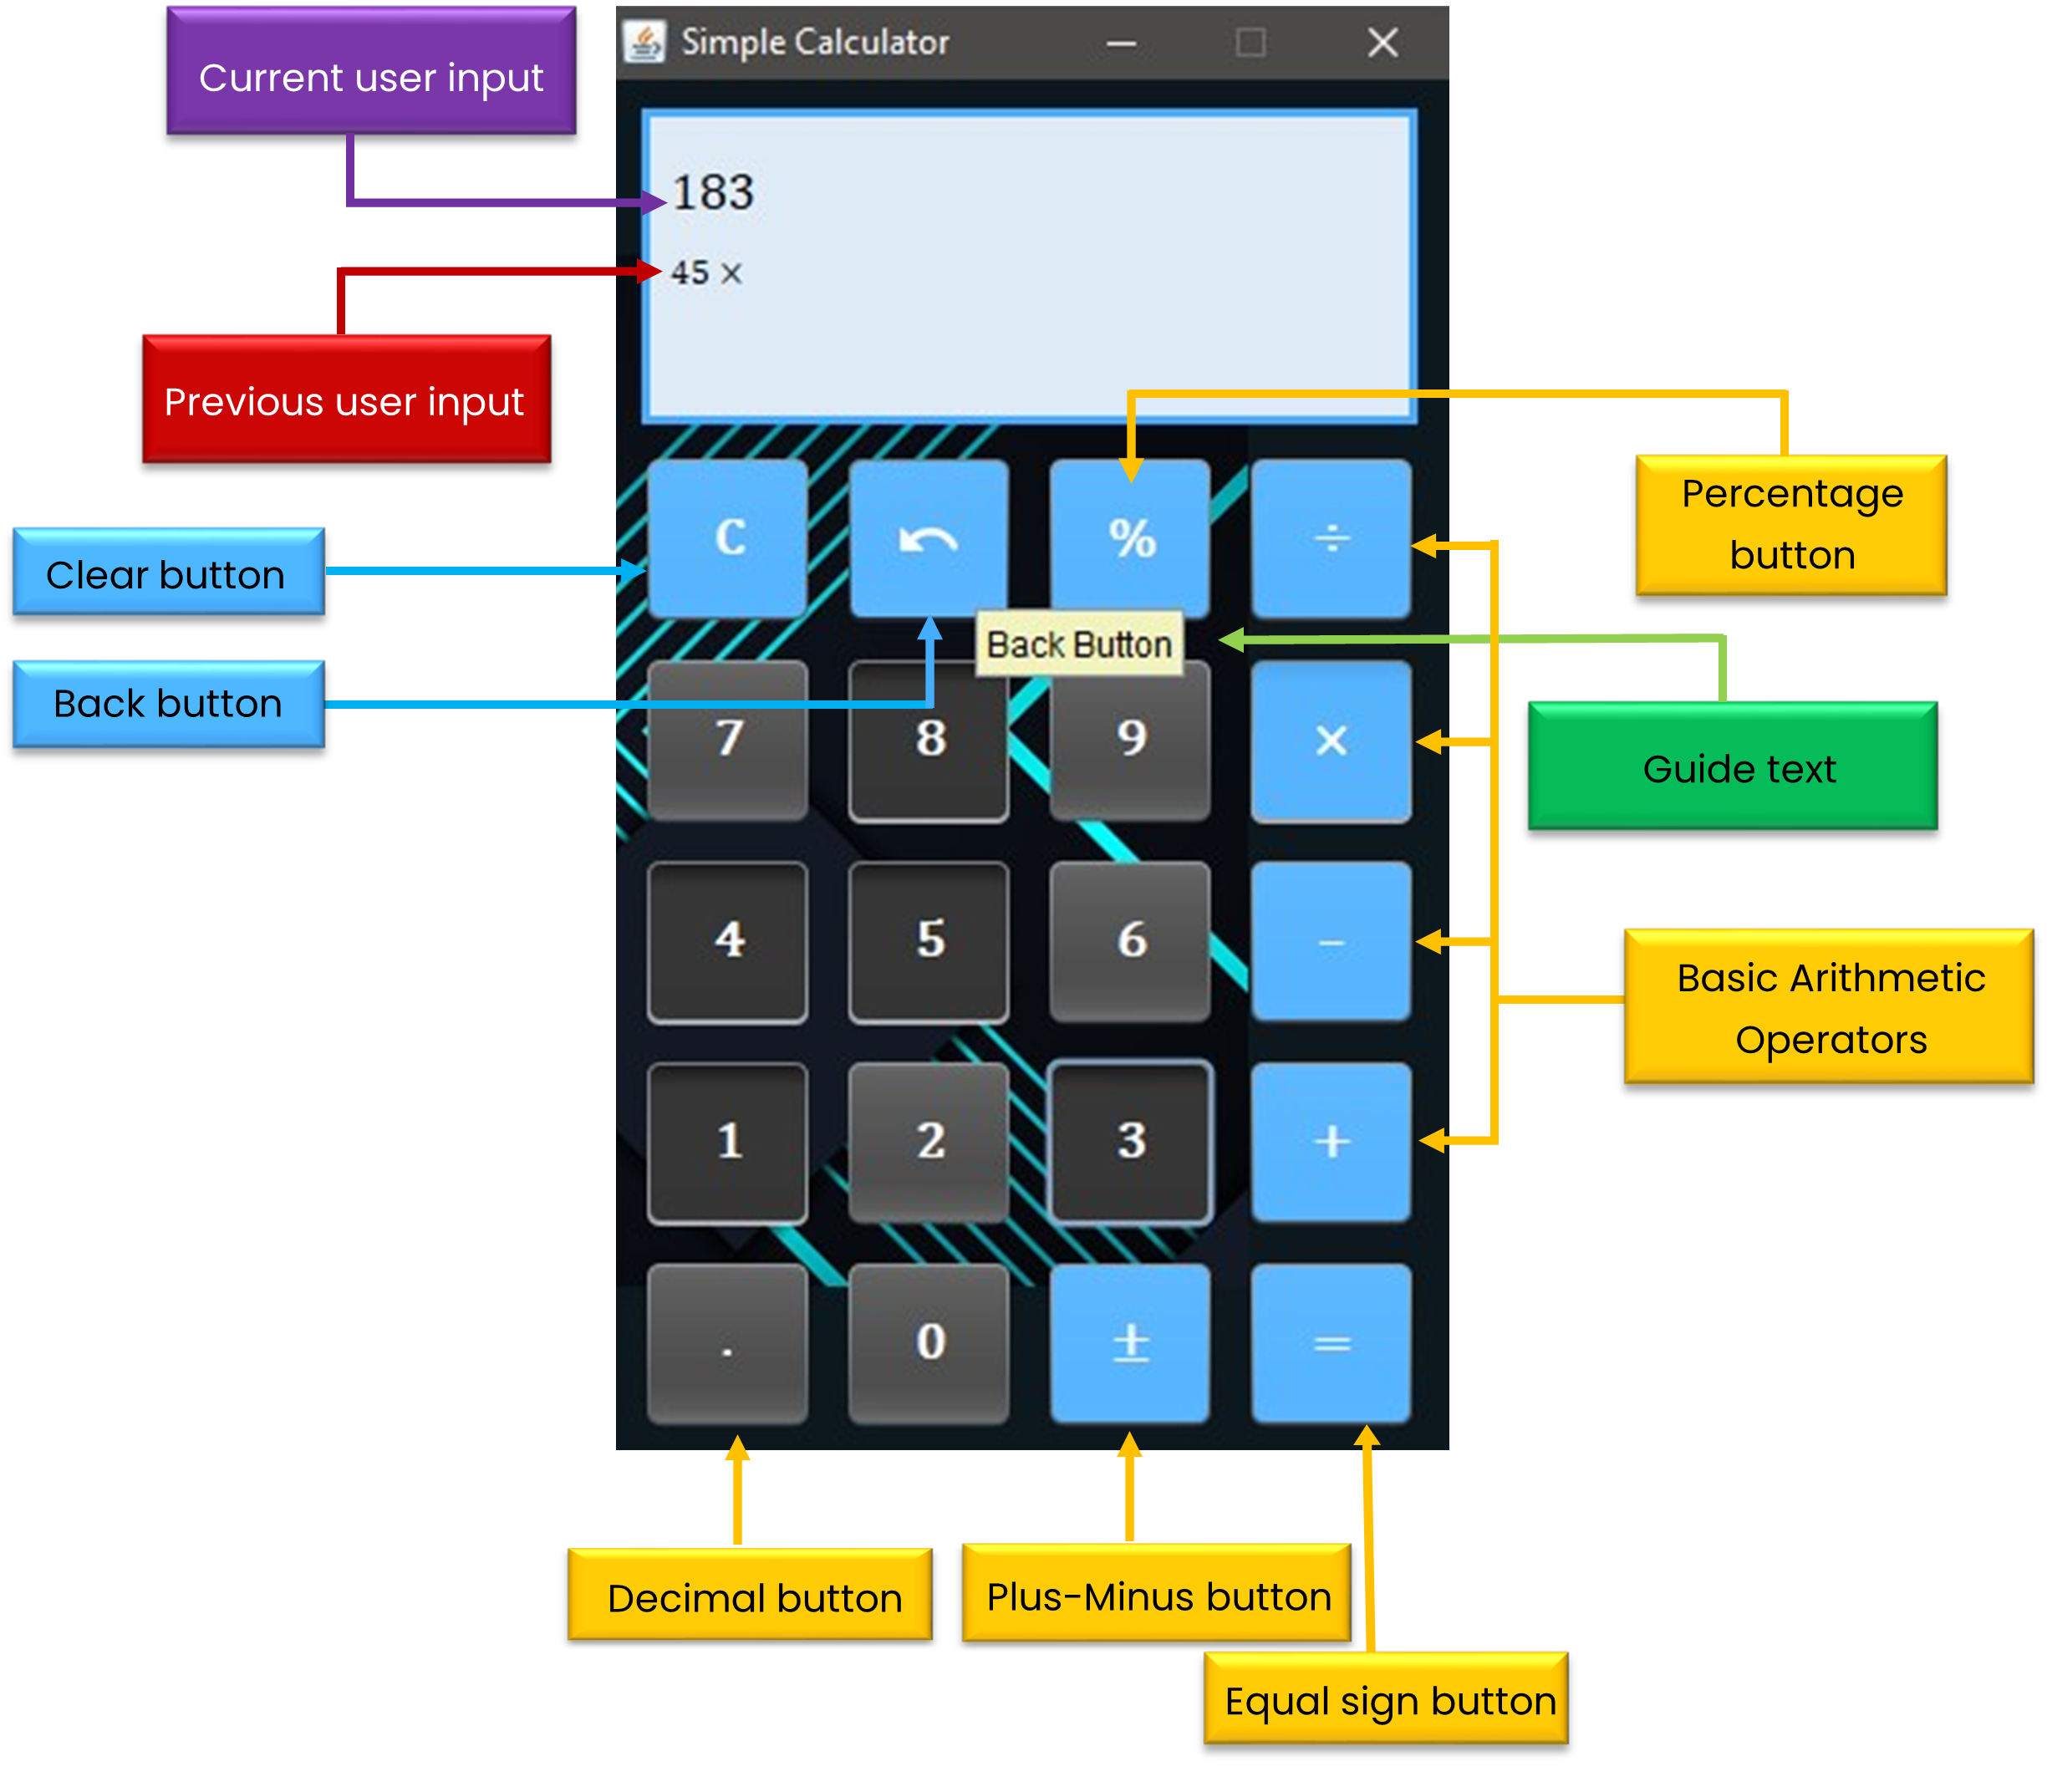 Current user input
Simple Calculator
183
45 ×
Previous user input
Percentage
button
C
%
÷
Clear button
Back Button
Back button
7
8
9
×
Guide text
4
5
6
−
Basic Arithmetic
Operators
1
2
3
+
.
0
±
=
Decimal button
Plus-Minus button
Equal sign button